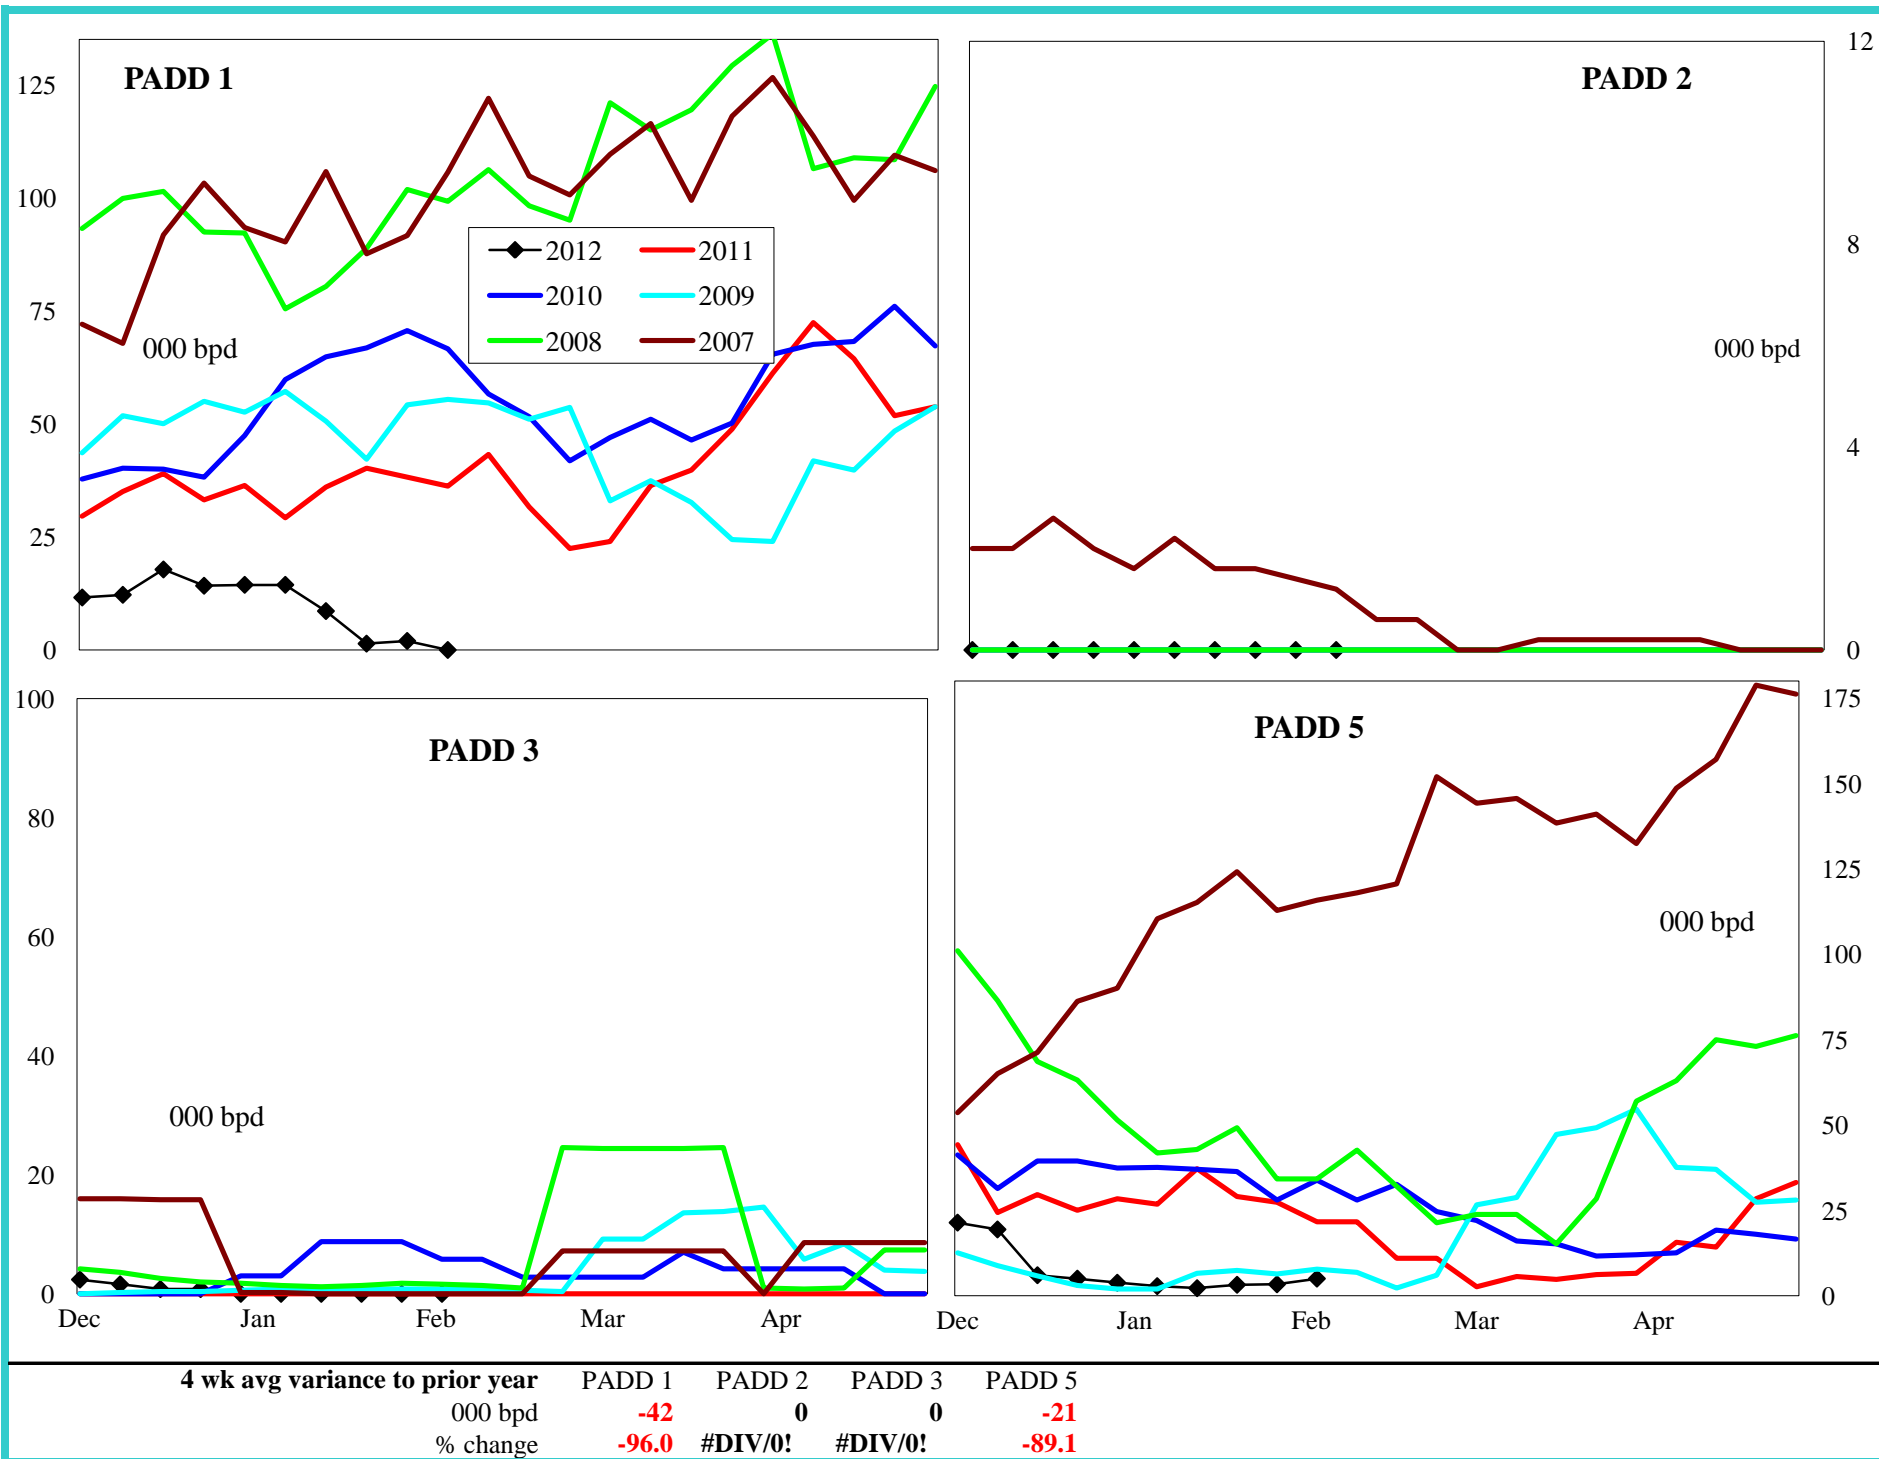 PADD 1
125
100
75
50
25
0
000 bpd
2012 2011
2010 2009
2008 2007
PADD 2
12
8
4
0
000 bpd
PADD 3
100
80
60
40
20
0
000 bpd
Dec Jan Feb Mar Apr
PADD 5
175
150
125
100
75
50
25
0
000 bpd
Dec Jan Feb Mar Apr
4 wk avg variance to prior year PADD 1 PADD 2 PADD 3 PADD 5
000 bpd -42 0 0 -21
% change -96.0 #DIV/0! #DIV/0! -89.1